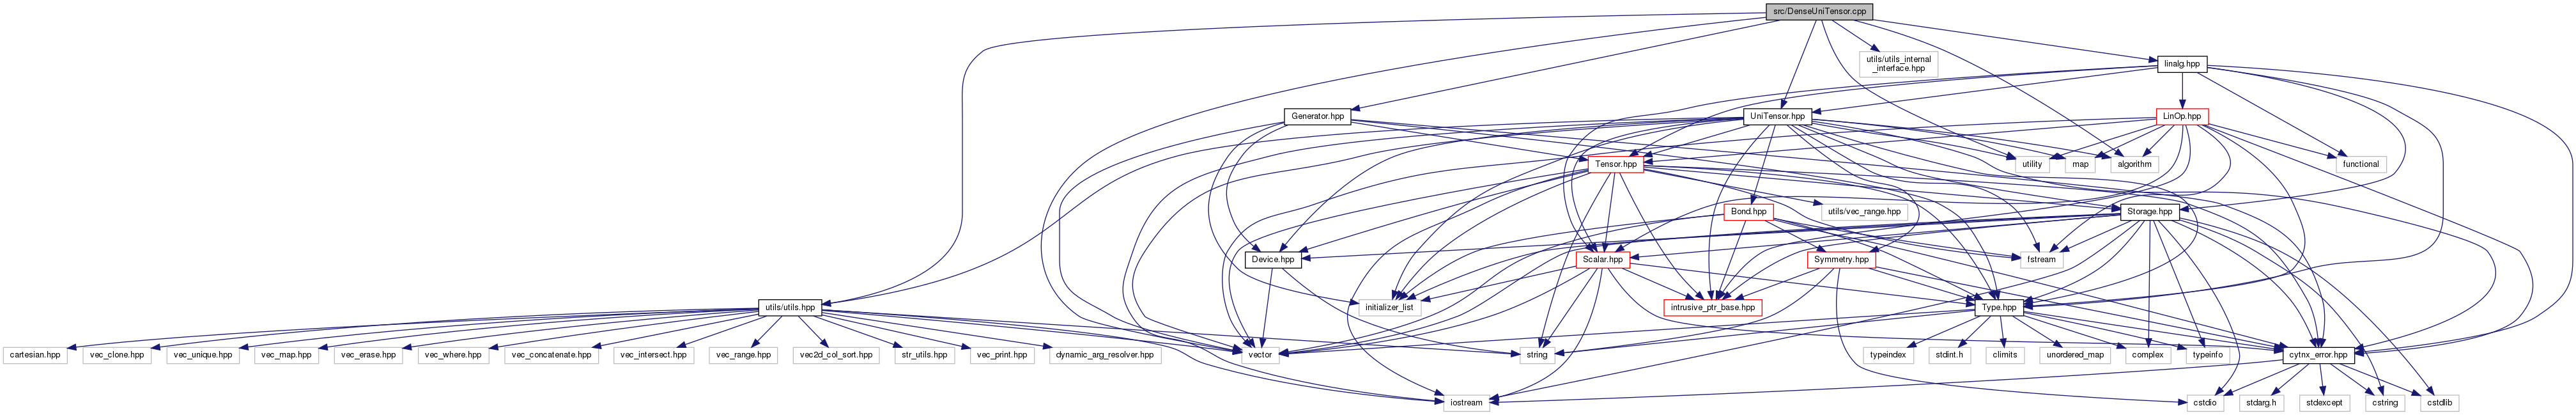 src/DenseUniTensor.cpp
utils/utils_internal
_interface.hpp
linalg.hpp
Generator.hpp
UniTensor.hpp
LinOp.hpp
Tensor.hpp
utility
map
algorithm
functional
Bond.hpp
utils/vec_range.hpp
Storage.hpp
Device.hpp
Scalar.hpp
Symmetry.hpp
fstream
utils/utils.hpp
initializer_list
intrusive_ptr_base.hpp
Type.hpp
cartesian.hpp
vec_clone.hpp
vec_unique.hpp
vec_map.hpp
vec_erase.hpp
vec_where.hpp
vec_concatenate.hpp
vec_intersect.hpp
vec_range.hpp
vec2d_col_sort.hpp
str_utils.hpp
vec_print.hpp
dynamic_arg_resolver.hpp
vector
string
typeindex
stdint.h
climits
unordered_map
complex
typeinfo
cytnx_error.hpp
iostream
cstdio
stdarg.h
stdexcept
cstring
cstdlib